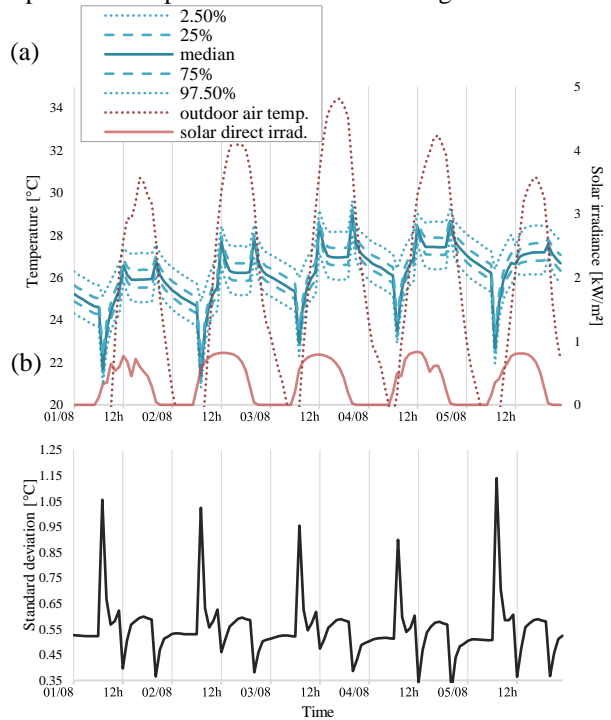 2.50%
25%
(a)
median
75%
97.50%
outdoor air temp.
solar direct irrad.
Temperature [°C]
34
32
30
28
26
24
22
20
5
4
3
2
1
0
Solar irradiance [kW/m²]
01/08 12h 02/08 12h 03/08 12h 04/08 12h 05/08 12h
(b)
Standard deviation [°C]
1.25
1.15
1.05
0.95
0.85
0.75
0.65
0.55
0.45
0.35
01/08 12h 02/08 12h 03/08 12h 04/08 12h 05/08 12h
Time